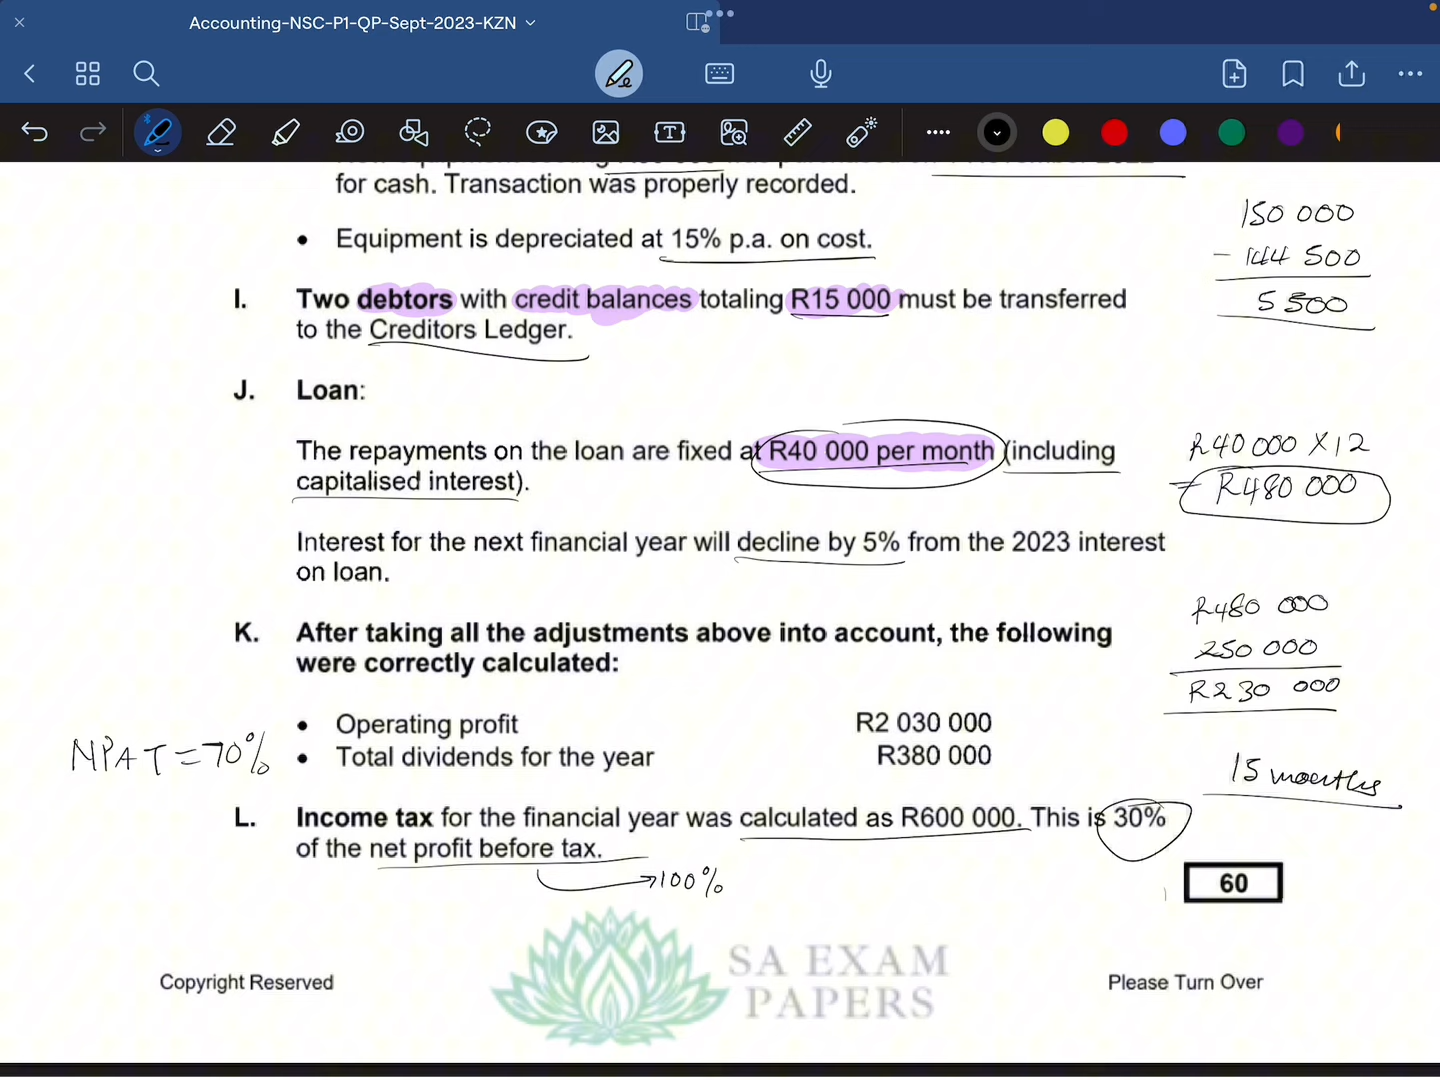 Accounting-NSC-P1-QP-Sept-2023-KZN
for cash. Transaction was properly recorded.
• Equipment is depreciated at 15% p.a. on cost.
150 000
- 144 500
5 500
I. Two debtors with credit balances totaling R15 000 must be transferred
to the Creditors Ledger.
J. Loan:
The repayments on the loan are fixed at R40 000 per month (including
capitalised interest).
R40 000 X 12
= R480 000
Interest for the next financial year will decline by 5% from the 2023 interest
on loan.
R480 000
250 000
R230 000
K. After taking all the adjustments above into account, the following
were correctly calculated:
• Operating profit R2 030 000
• Total dividends for the year R380 000
NPAT = 70%
15 months
L. Income tax for the financial year was calculated as R600 000. This is 30%
of the net profit before tax.
100%
60
SA EXAM
PAPERS
Copyright Reserved
Please Turn Over